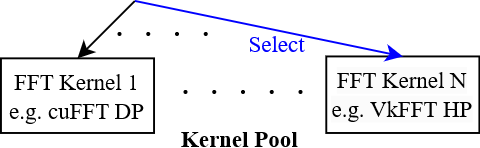 Select
FFT Kernel 1
e.g. cuFFT DP
FFT Kernel N
e.g. VkFFT HP
Kernel Pool